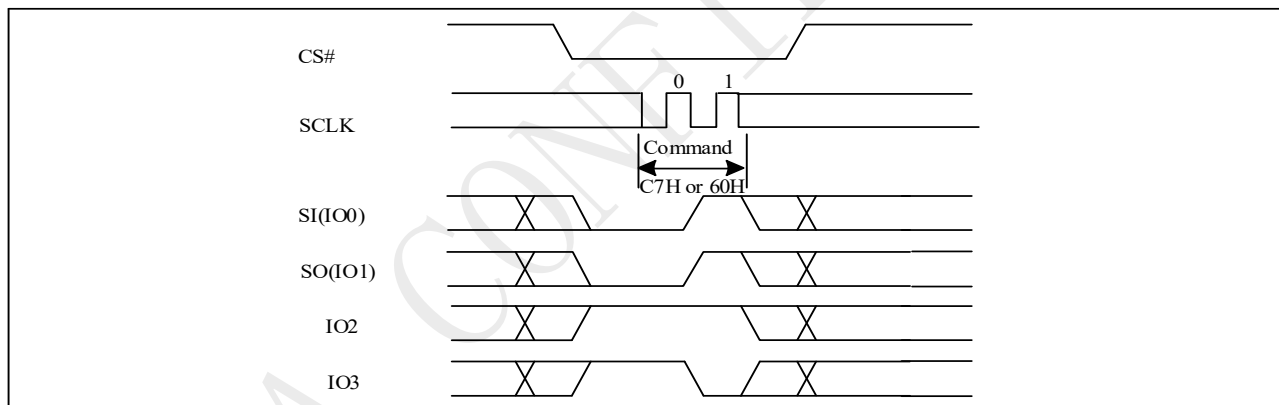 CS#
0 1
SCLK
Command
C7H or 60H
SI(IO0)
SO(IO1)
IO2
IO3